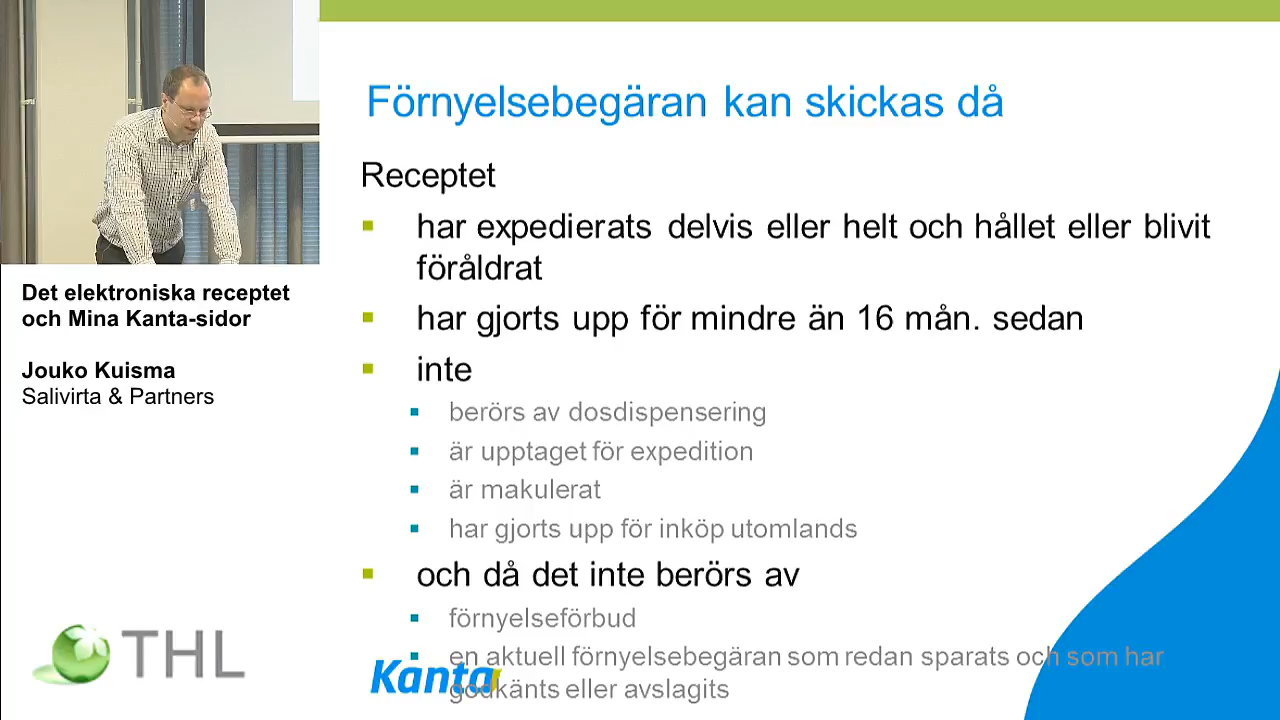 Förnyelsebegäran kan skickas då
Receptet
har expedierats delvis eller helt och hållet eller blivit
föråldrat
har gjorts upp för mindre än 16 mån. sedan
inte
berörs av dosdispensering
är upptaget för expedition
är makulerat
har gjorts upp för inköp utomlands
och då det inte berörs av
förnyelseförbud
en aktuell förnyelsebegäran som redan sparats och som har
godkänts eller avslagits
Det elektroniska receptet
och Mina Kanta-sidor
Jouko Kuisma
Salivirta & Partners
THL
Kanta